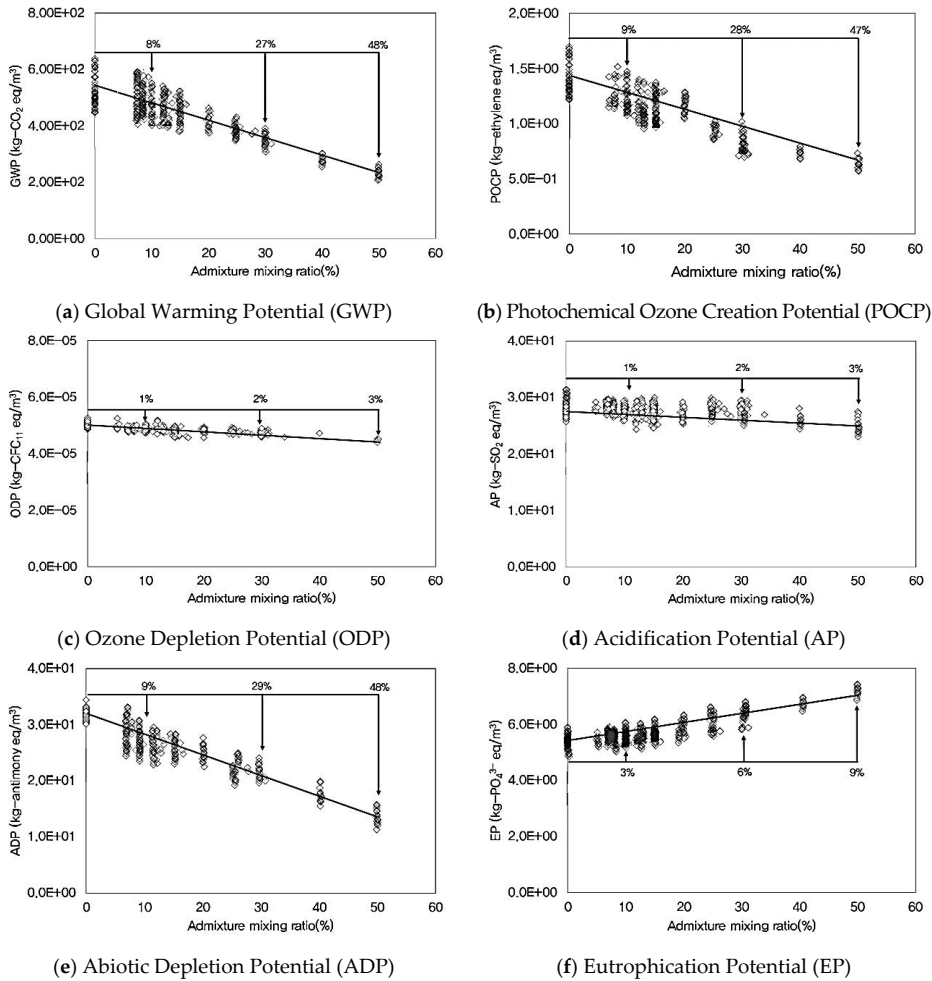 8.00E+02
6.00E+02
4.00E+02
2.00E+02
0.00E+00
GWP (kg-CO₂ eq/m³)
8%
27%
48%
0 10 20 30 40 50 60
Admixture mixing ratio(%)
(a) Global Warming Potential (GWP)
2.0E+00
1.5E+00
1.0E+00
5.0E-01
0.0E+00
POCP (kg-ethylene eq/m³)
9%
28%
47%
0 10 20 30 40 50 60
Admixture mixing ratio(%)
(b) Photochemical Ozone Creation Potential (POCP)
8.0E-05
6.0E-05
4.0E-05
2.0E-05
0.0E+00
ODP (kg-CFC₁₁ eq/m³)
1%
2%
3%
0 10 20 30 40 50 60
Admixture mixing ratio(%)
(c) Ozone Depletion Potential (ODP)
4.0E+01
3.0E+01
2.0E+01
1.0E+01
0.0E+00
AP (kg-SO₂ eq/m³)
1%
2%
3%
0 10 20 30 40 50 60
Admixture mixing ratio(%)
(d) Acidification Potential (AP)
4.0E+01
3.0E+01
2.0E+01
1.0E+01
0.0E+00
ADP (kg-antimony eq/m³)
9%
29%
48%
0 10 20 30 40 50 60
Admixture mixing ratio(%)
(e) Abiotic Depletion Potential (ADP)
8.0E+00
6.0E+00
4.0E+00
2.0E+00
0.0E+00
EP (kg-PO₄³⁻ eq/m³)
3%
6%
9%
0 10 20 30 40 50 60
Admixture mixing ratio(%)
(f) Eutrophication Potential (EP)